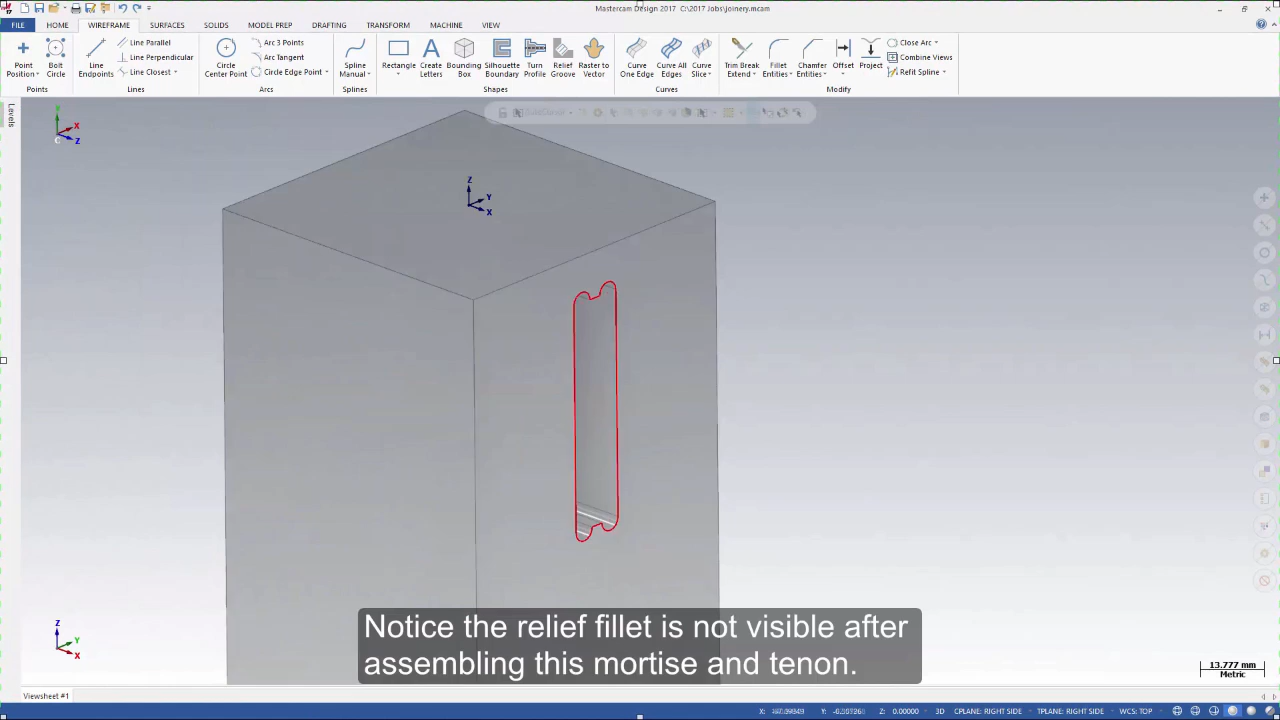 Mastercam Design 2017 C:\2017 Jobs\joinery.mcam
FILE HOME WIREFRAME SURFACES SOLIDS MODEL PREP DRAFTING TRANSFORM MACHINE VIEW
Point Position
Bolt Circle
Points
Line Endpoints
Line Parallel
Line Perpendicular
Line Closest
Lines
Circle Center Point
Arc 3 Points
Arc Tangent
Circle Edge Point
Arcs
Spline Manual
Splines
Rectangle
Create Letters
Bounding Box
Silhouette Boundary
Turn Profile
Relief Groove
Raster to Vector
Shapes
Curve One Edge
Curve All Edges
Curve Slice
Curves
Trim Break Extend
Fillet Entities
Chamfer Entities
Offset
Project
Close Arc
Combine Views
Refit Spline
Modify
Levels
X
Z
C
Z
Y
X
Notice the relief fillet is not visible after
assembling this mortise and tenon.
Z
Y
X
13.777 mm
Metric
Viewsheet #1
X: Y: Z: 0.00000 3D CPLANE: RIGHT SIDE TPLANE: RIGHT SIDE WCS: TOP